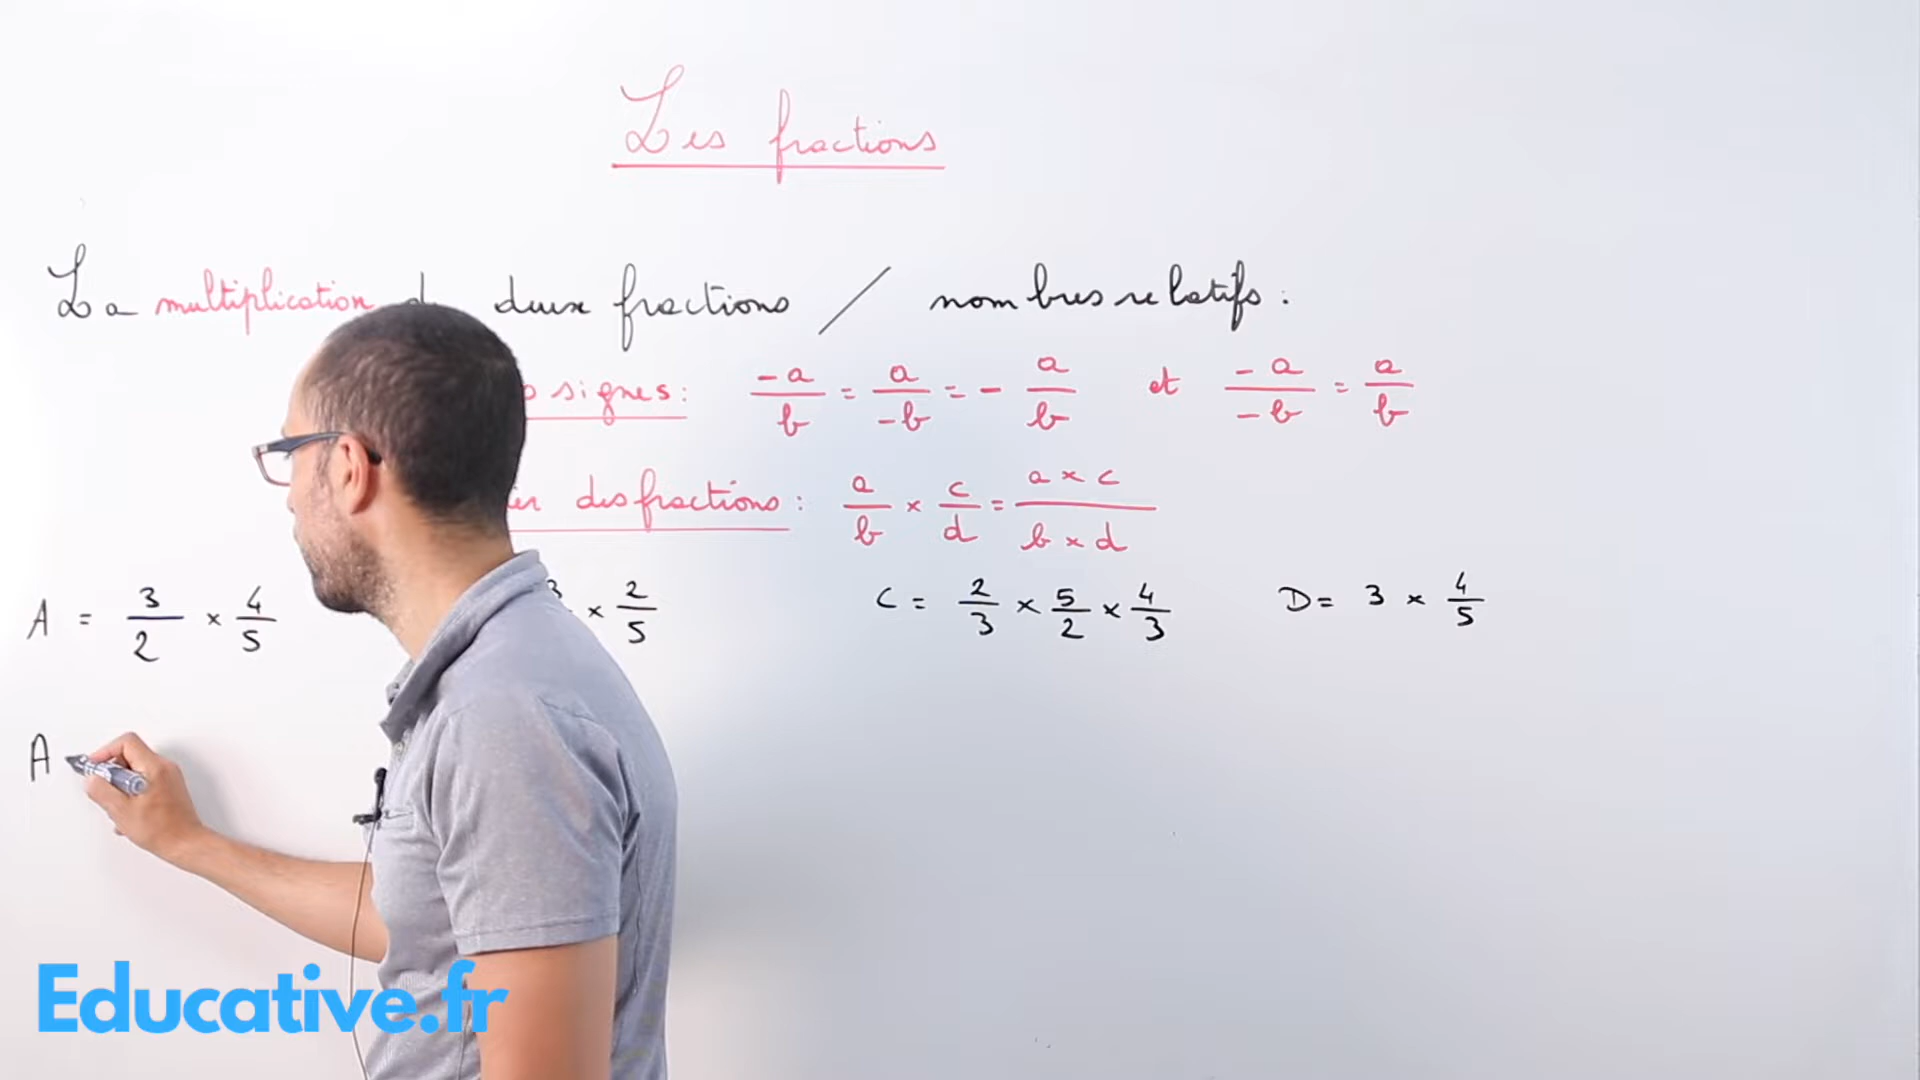 Les fractions
La multiplication deux fractions / nombres relatifs :
signes : -a/b = a/-b = - a/b et -a/-b = a/b
des fractions : a/b × c/d = a × c/b × d
A = 3/2 × 4/5 × 2/5 C = 2/3 × 5/2 × 4/3 D = 3 × 4/5
A
Educative.fr